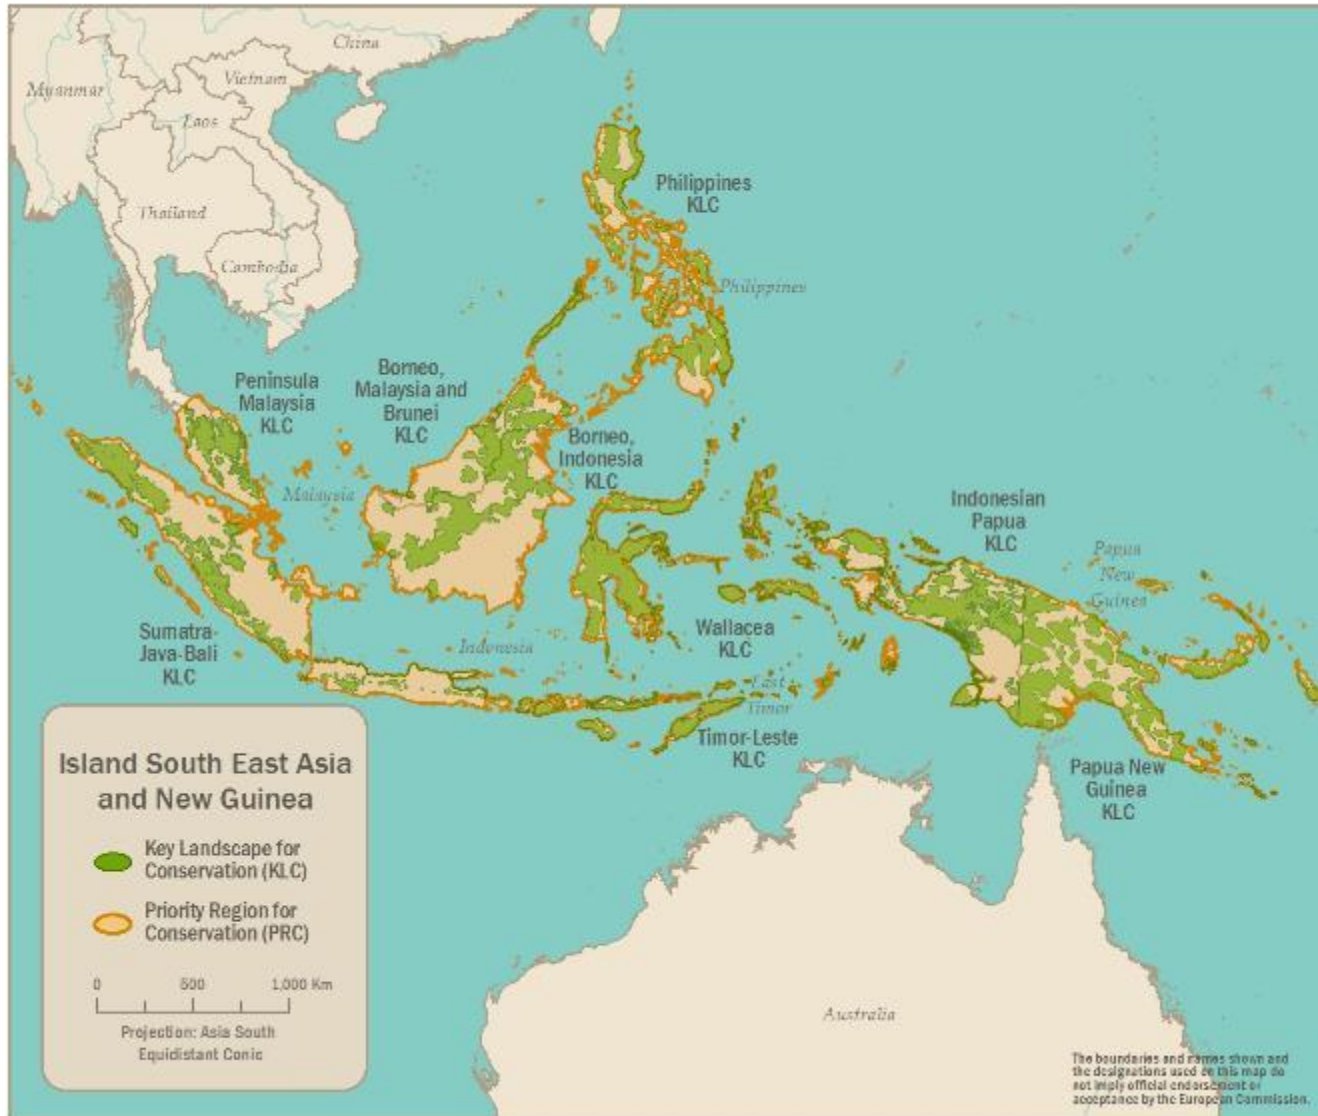 China
Myanmar
Vietnam
Laos
Thailand
Cambodia
Philippines
KLC
Philippines
Peninsula
Malaysia
KLC
Borneo,
Malaysia and
Brunei
KLC
Borneo,
Indonesia
KLC
Malaysia
Indonesian
Papua
KLC
Papua
New
Guinea
Sumatra-
Java-Bali
KLC
Indonesia
Wallacea
KLC
East
Timor
Timor-Leste
KLC
Papua New
Guinea
KLC
Island South East Asia
and New Guinea
Key Landscape for
Conservation (KLC)
Priority Region for
Conservation (PRC)
0 500 1,000 Km
Projection: Asia South
Equidistant Conic
Australia
The boundaries and names shown and
the designations used on this map do
not imply official endorsement or
acceptance by the European Commission.